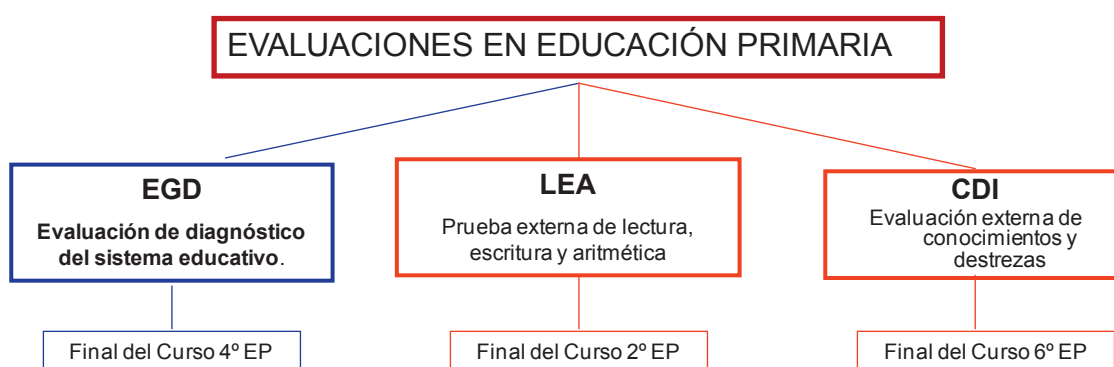 EVALUACIONES EN EDUCACIÓN PRIMARIA
EGD
Evaluación de diagnóstico
del sistema educativo.
Final del Curso 4º EP
LEA
Prueba externa de lectura,
escritura y aritmética
Final del Curso 2º EP
CDI
Evaluación externa de
conocimientos y
destrezas
Final del Curso 6º EP